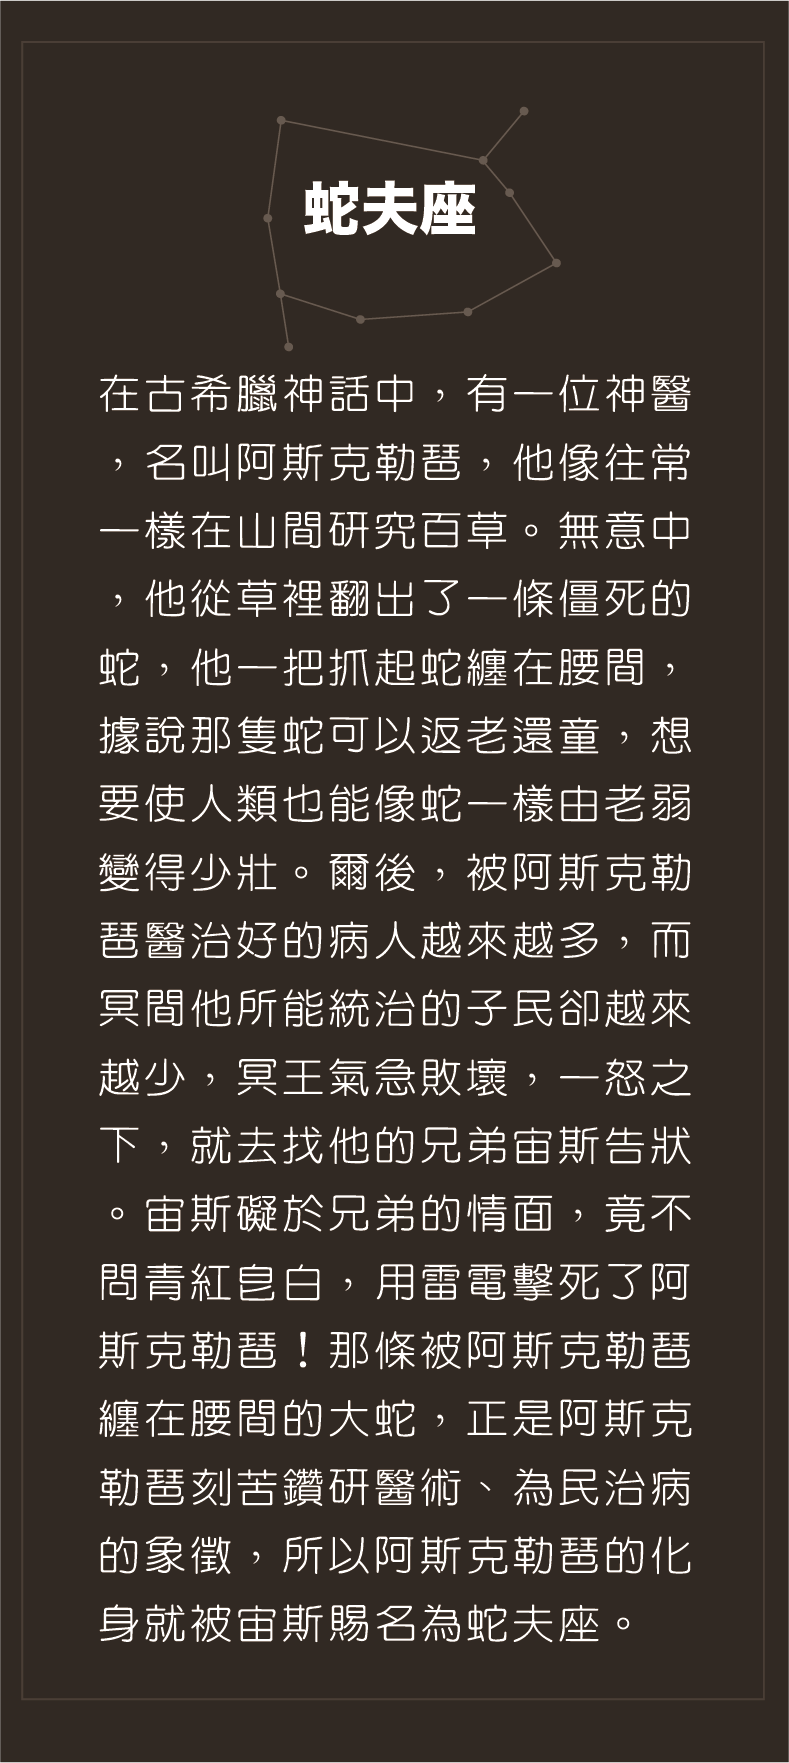 蛇夫座
在古希臘神話中，有一位神醫
，名叫阿斯克勒琶，他像往常
一樣在山間研究百草。無意中
，他從草裡翻出了一條僵死的
蛇，他一把抓起蛇纏在腰間，
據說那隻蛇可以返老還童，想
要使人類也能像蛇一樣由老弱
變得少壯。爾後，被阿斯克勒
琶醫治好的病人越來越多，而
冥間他所能統治的子民卻越來
越少，冥王氣急敗壞，一怒之
下，就去找他的兄弟宙斯告狀
。宙斯礙於兄弟的情面，竟不
問青紅皂白，用雷電擊死了阿
斯克勒琶！那條被阿斯克勒琶
纏在腰間的大蛇，正是阿斯克
勒琶刻苦鑽研醫術、為民治病
的象徵，所以阿斯克勒琶的化
身就被宙斯賜名為蛇夫座。